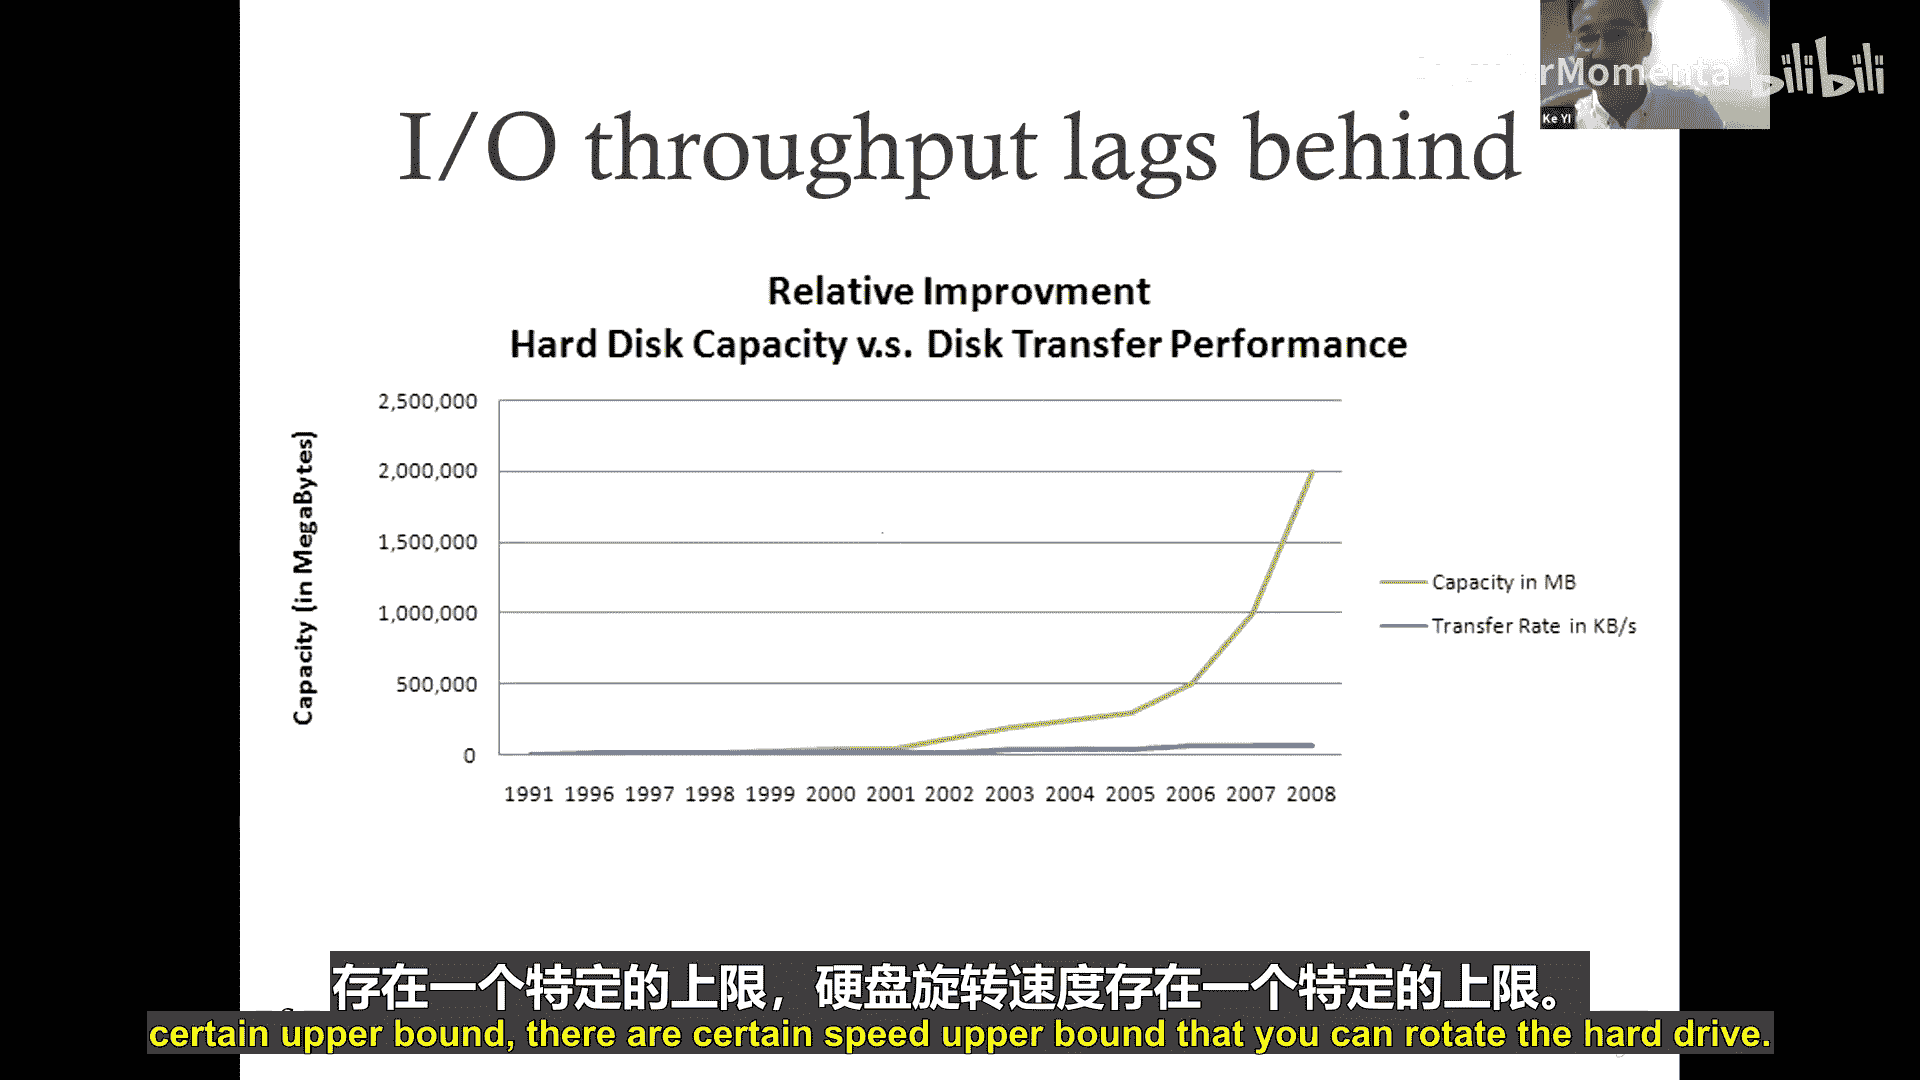 rMomenta
bilibili
Ke YI
I/O throughput lags behind
Relative Improvment
Hard Disk Capacity v.s. Disk Transfer Performance
Capacity (in MegaBytes)
2,500,000
2,000,000
1,500,000
1,000,000
500,000
0
1991 1996 1997 1998 1999 2000 2001 2002 2003 2004 2005 2006 2007 2008
Capacity in MB
Transfer Rate in KB/s
存在一个特定的上限，硬盘旋转速度存在一个特定的上限。
certain upper bound, there are certain speed upper bound that you can rotate the hard drive.